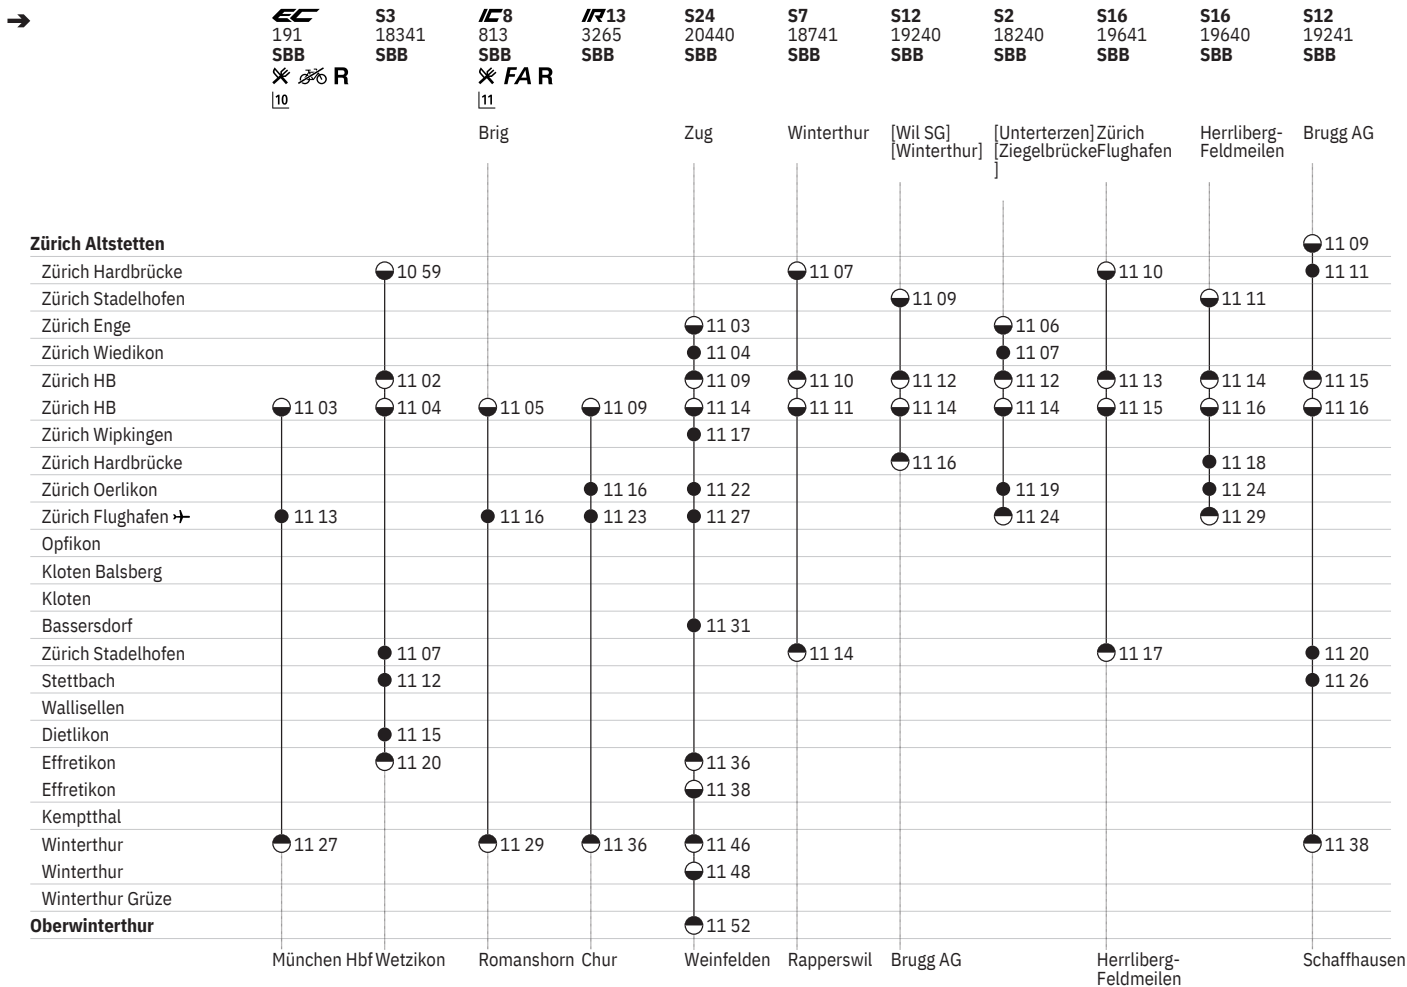 ➔ EC S3 IC8 IR13 S24 S7 S12 S2 S16 S16 S12
191 18341 813 3265 20440 18741 19240 18240 19641 19640 19241
SBB SBB SBB SBB SBB SBB SBB SBB SBB SBB SBB
R FA R
10 11
Brig Zug Winterthur [Wil SG] [Unterterzen] Zürich Herrliberg- Brugg AG
[Winterthur] [Ziegelbrücke Flughafen Feldmeilen
]
Zürich Altstetten 11 09
Zürich Hardbrücke 10 59 11 07 11 10 11 11
Zürich Stadelhofen 11 09 11 11
Zürich Enge 11 03 11 06
Zürich Wiedikon 11 04 11 07
Zürich HB 11 02 11 09 11 10 11 12 11 12 11 13 11 14 11 15
Zürich HB 11 03 11 04 11 05 11 09 11 14 11 11 11 14 11 14 11 15 11 16 11 16
Zürich Wipkingen 11 17
Zürich Hardbrücke 11 16 11 18
Zürich Oerlikon 11 16 11 22 11 19 11 24
Zürich Flughafen 11 13 11 16 11 23 11 27 11 24 11 29
Opfikon
Kloten Balsberg
Kloten
Bassersdorf 11 31
Zürich Stadelhofen 11 07 11 14 11 17 11 20
Stettbach 11 12 11 26
Wallisellen
Dietlikon 11 15
Effretikon 11 20 11 36
Effretikon 11 38
Kemptthal
Winterthur 11 27 11 29 11 36 11 46 11 38
Winterthur 11 48
Winterthur Grüze
Oberwinterthur 11 52
München Hbf Wetzikon Romanshorn Chur Weinfelden Rapperswil Brugg AG Herrliberg- Schaffhausen
Feldmeilen